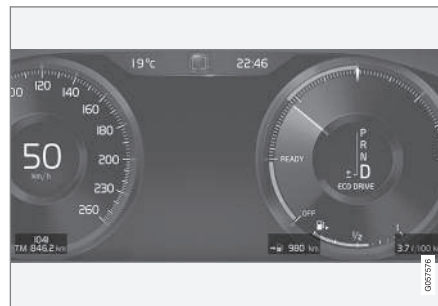 19°c 22:46
00 120 140
160
180
200
230
260
50
km/h
1041
TM 846.2 km
P
R
N
± D
ECO DRIVE
READY
OFF
1/2
1
980 km
3.7 l/100 k
G057576